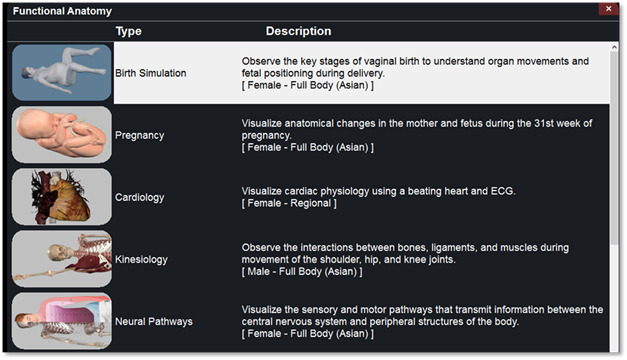 Functional Anatomy
Type Description
Birth Simulation
Observe the key stages of vaginal birth to understand organ movements and
fetal positioning during delivery.
[ Female - Full Body (Asian) ]
Pregnancy
Visualize anatomical changes in the mother and fetus during the 31st week of
pregnancy.
[ Female - Full Body (Asian) ]
Cardiology
Visualize cardiac physiology using a beating heart and ECG.
[ Female - Regional ]
Kinesiology
Observe the interactions between bones, ligaments, and muscles during
movement of the shoulder, hip, and knee joints.
[ Male - Full Body (Asian) ]
Neural Pathways
Visualize the sensory and motor pathways that transmit information between the
central nervous system and peripheral structures of the body.
[ Female - Full Body (Asian) ]